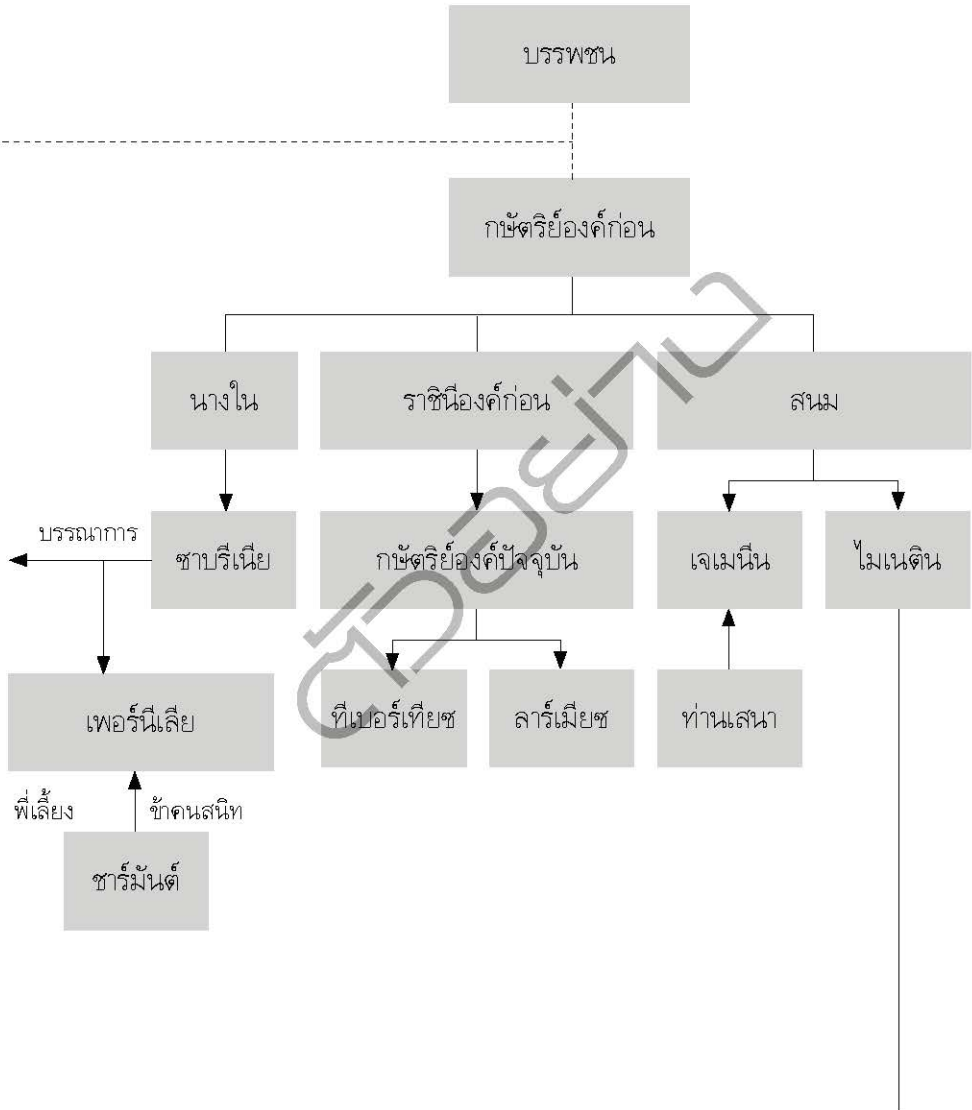 บรรพชน
กษัตริย์องค์ก่อน
นางใน
ราชินีองค์ก่อน
สนม
บรรณาการ
ซาบรีเนีย
กษัตริย์องค์ปัจจุบัน
เจเมนีน
ไมเนติน
เพอร์นีเลีย
ทีเบอร์เทียซ
ลาร์เมียซ
ท่านเสนา
พี่เลี้ยง
ข้าคนสนิท
ชาร์มันต์
ตัวอย่าง